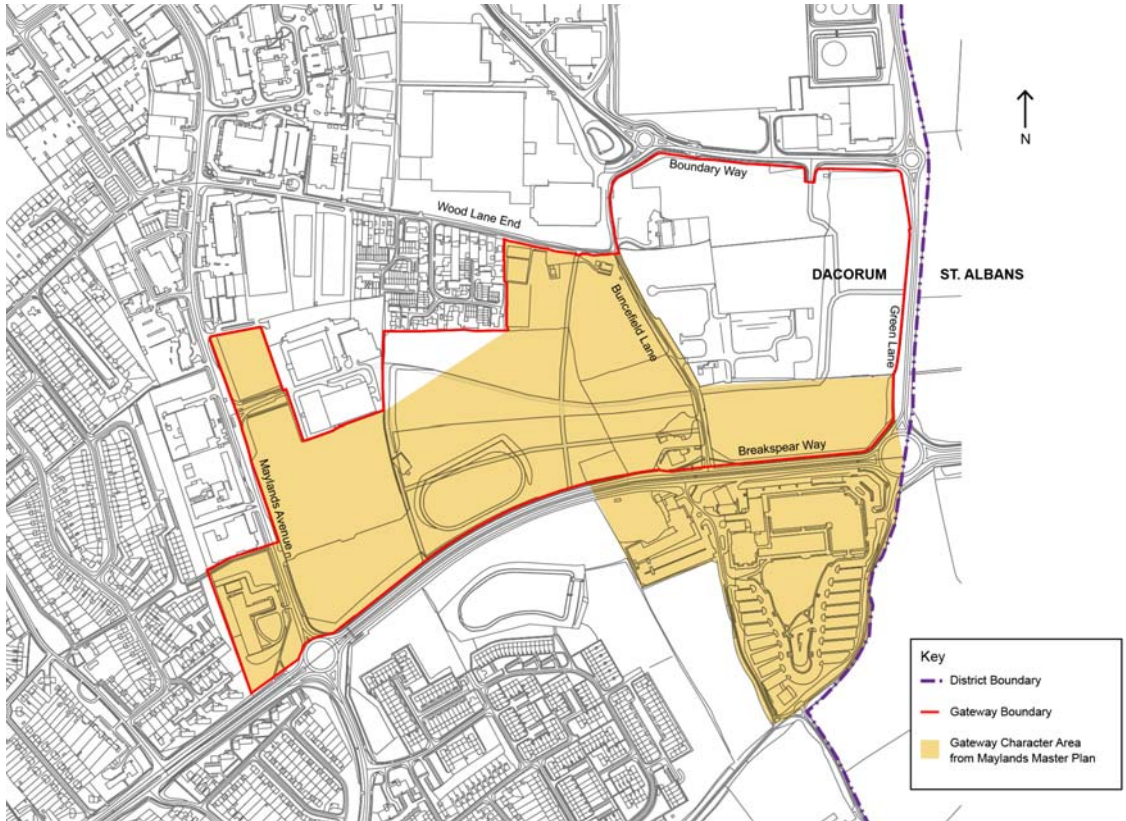 N
Boundary Way
Wood Lane End
DACORUM
ST. ALBANS
Buncefield Lane
Green Lane
Breakspear Way
Maylands Avenue
Key
District Boundary
Gateway Boundary
Gateway Character Area
from Maylands Master Plan